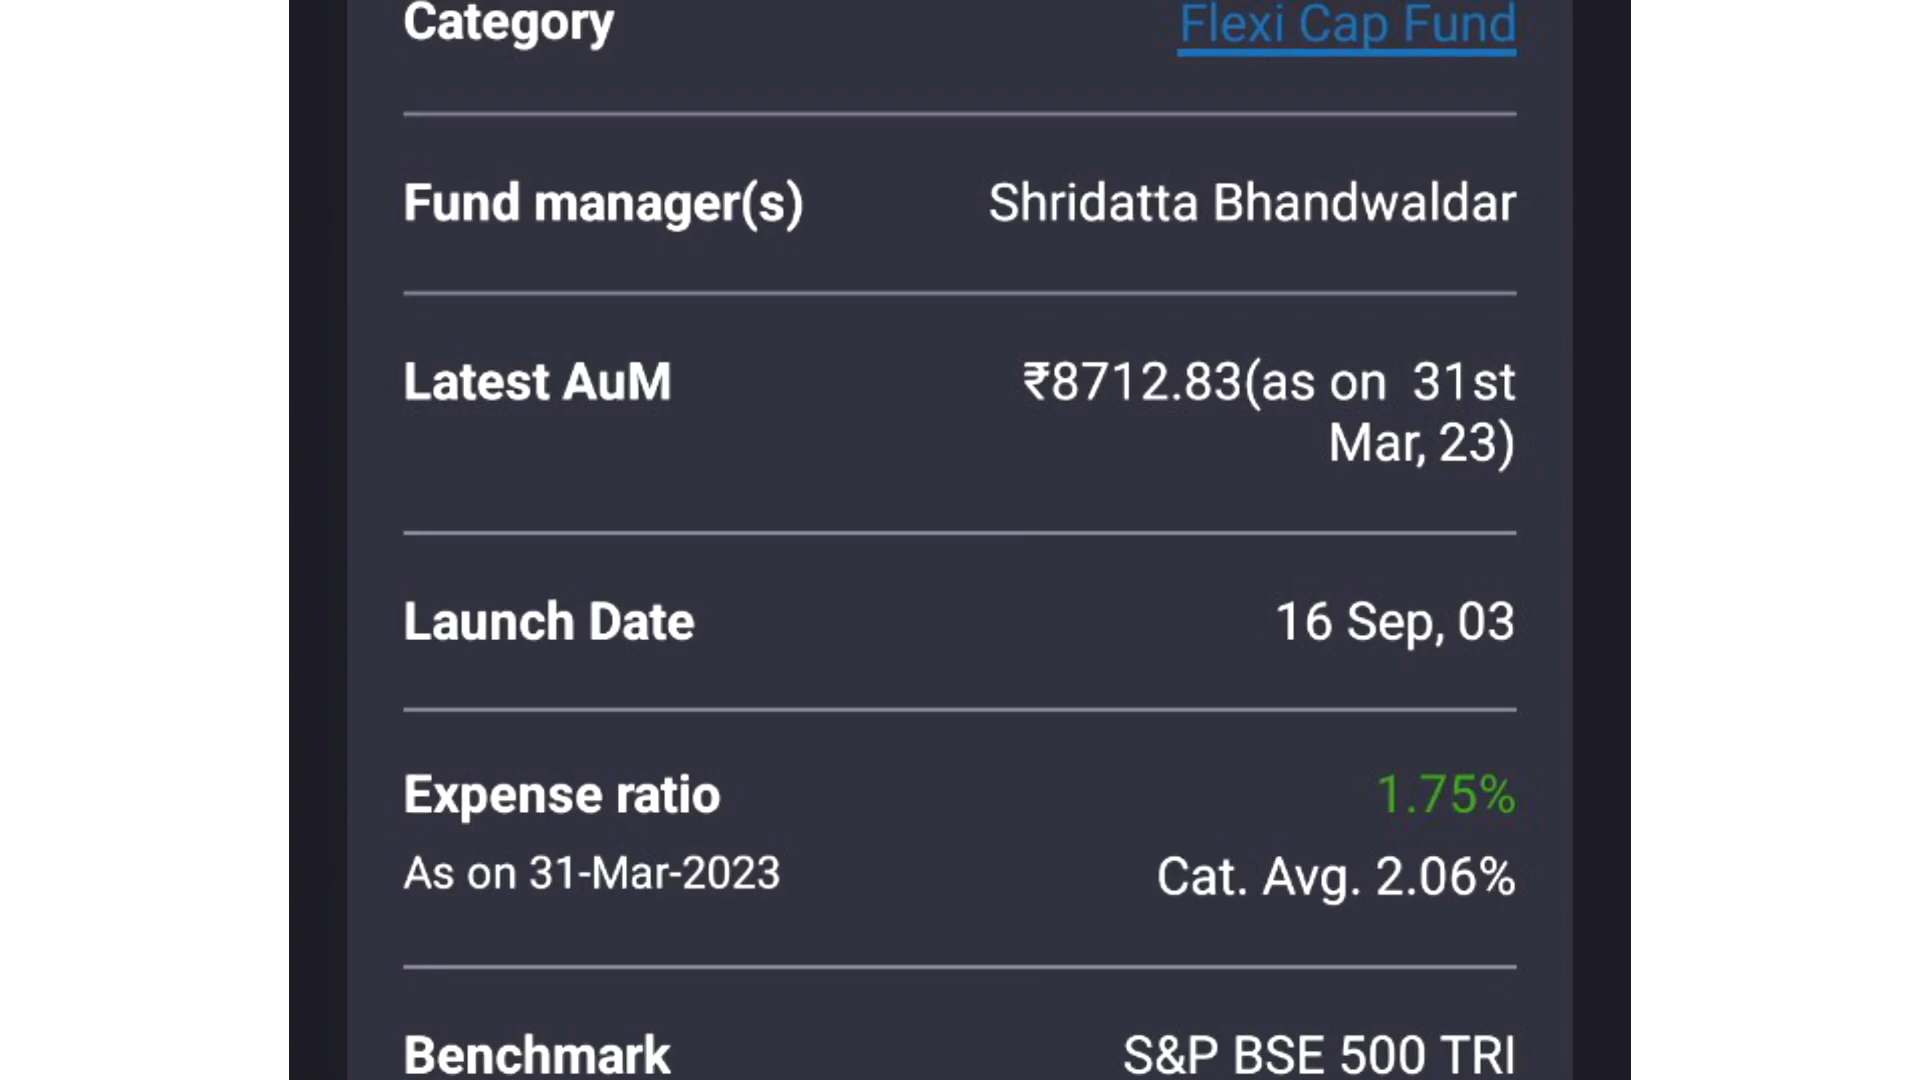 Category Flexi Cap Fund
Fund manager(s) Shridatta Bhandwaldar
Latest AuM ₹8712.83(as on 31st
Mar, 23)
Launch Date 16 Sep, 03
Expense ratio 1.75%
As on 31-Mar-2023 Cat. Avg. 2.06%
Benchmark S&P BSE 500 TRI